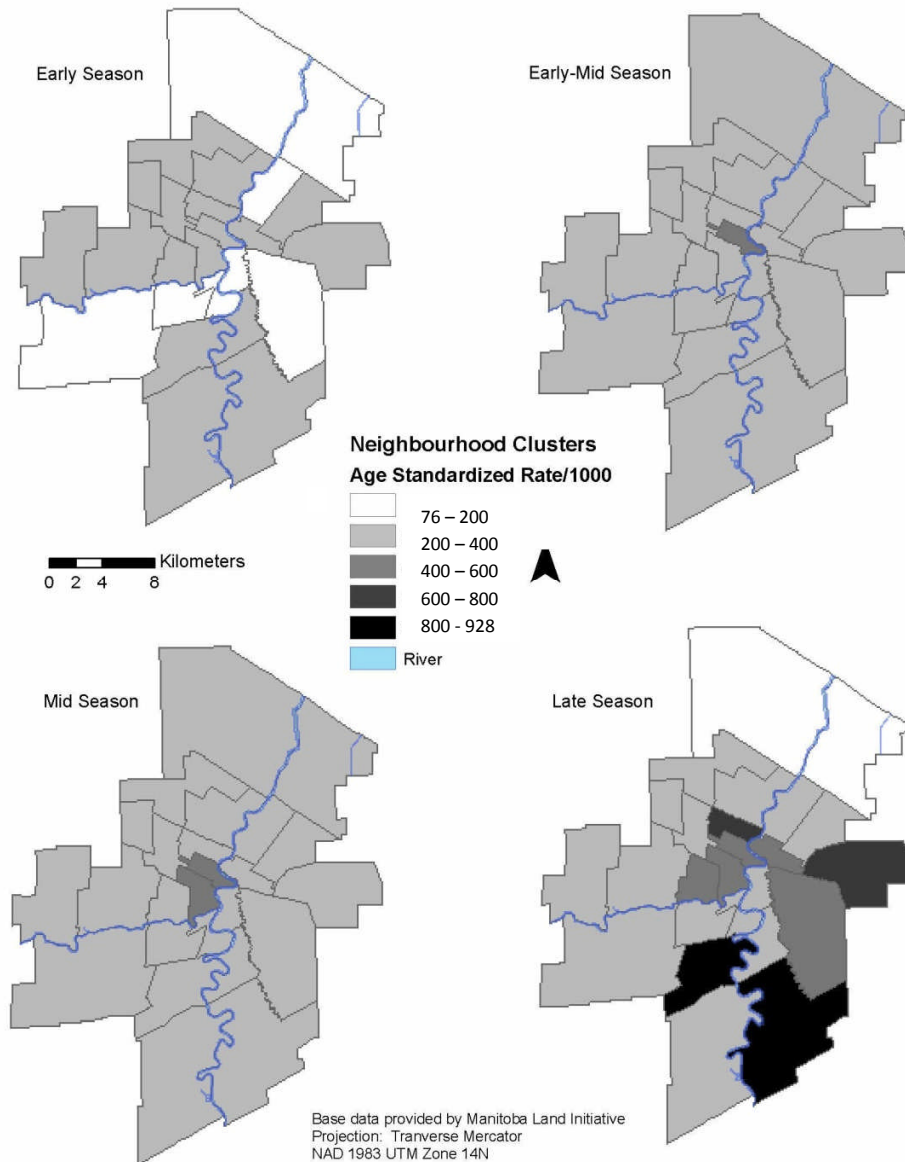 Early Season
Early-Mid Season
Neighbourhood Clusters
Age Standardized Rate/1000
76 – 200
200 – 400
400 – 600
600 – 800
800 - 928
River
Kilometers
0 2 4 8
Mid Season
Late Season
Base data provided by Manitoba Land Initiative
Projection: Tranverse Mercator
NAD 1983 UTM Zone 14N